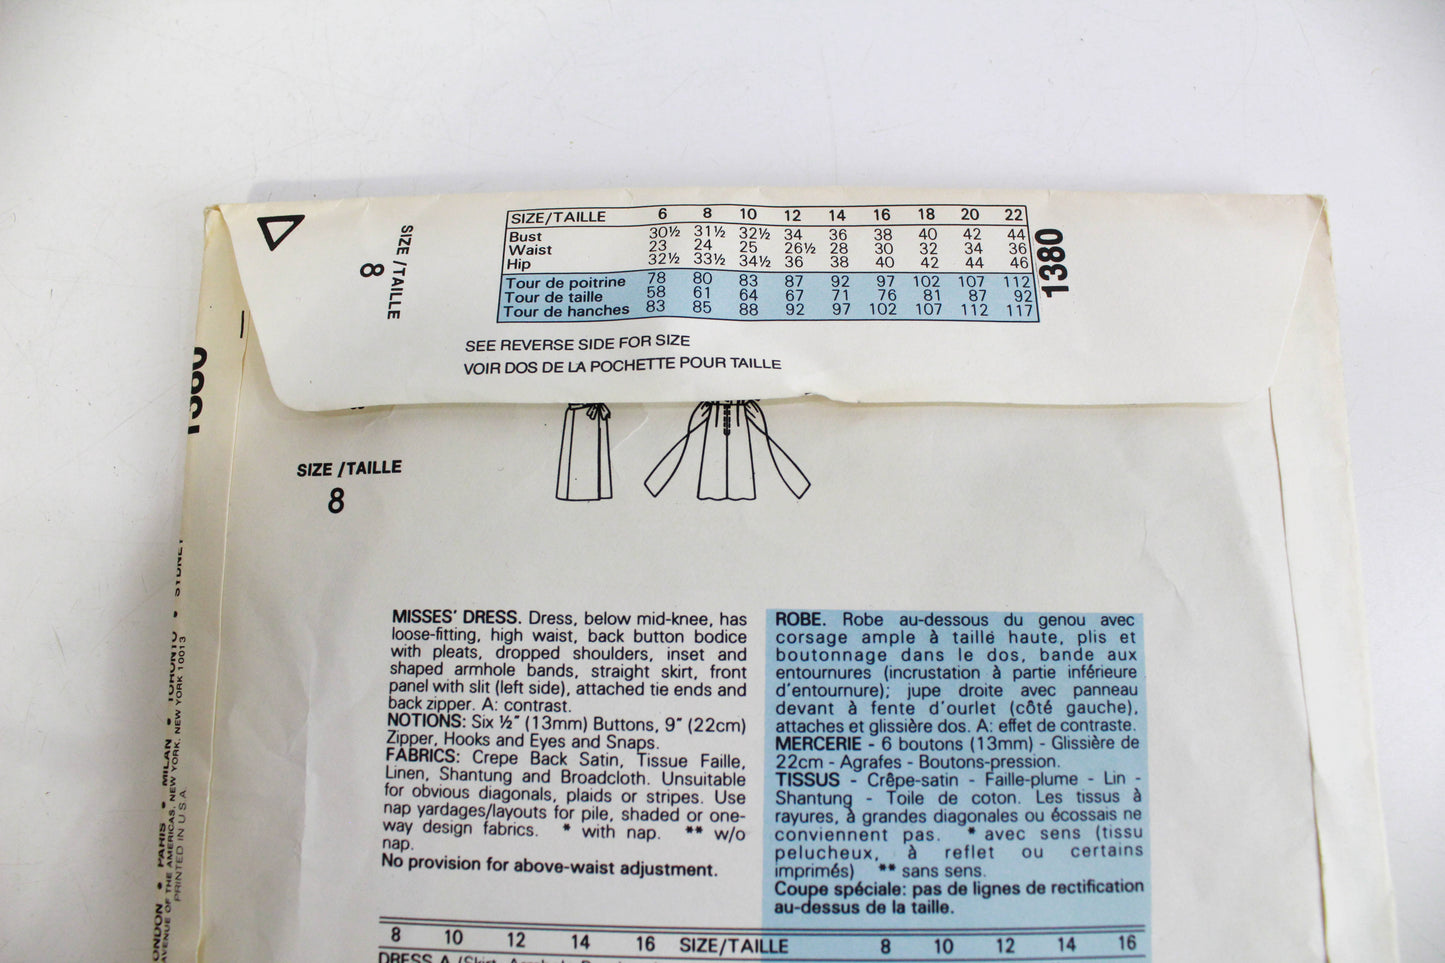 SIZE/TAILLE 6 8 10 12 14 16 18 20 22
Bust 30½ 31½ 32½ 34 36 38 40 42 44
Waist 23 24 25 26½ 28 30 32 34 36
Hip 32½ 33½ 34½ 36 38 40 42 44 46
Tour de poitrine 78 80 83 87 92 97 102 107 112
Tour de taille 58 61 64 67 71 76 81 87 92
Tour de hanches 83 85 88 92 97 102 107 112 117
SIZE/TAILLE
8
1380
SEE REVERSE SIDE FOR SIZE
VOIR DOS DE LA POCHETTE POUR TAILLE
1380
SIZE/TAILLE
8
MISSES' DRESS. Dress, below mid-knee, has
loose-fitting, high waist, back button bodice
with pleats, dropped shoulders, inset and
shaped armhole bands, straight skirt, front
panel with slit (left side), attached tie ends and
back zipper. A: contrast.
NOTIONS: Six ½" (13mm) Buttons, 9" (22cm)
Zipper, Hooks and Eyes and Snaps.
FABRICS: Crepe Back Satin, Tissue Faille,
Linen, Shantung and Broadcloth. Unsuitable
for obvious diagonals, plaids or stripes. Use
nap yardages/layouts for pile, shaded or one-
way design fabrics. * with nap. ** w/o
nap.
No provision for above-waist adjustment.
ROBE. Robe au-dessous du genou avec
corsage ample à taille haute, plis et
boutonnage dans le dos, bande aux
entournures (incrustation à partie inférieure
d'entournure); jupe droite avec panneau
devant à fente d'ourlet (côté gauche),
attaches et glissière dos. A: effet de contraste.
MERCERIE - 6 boutons (13mm) - Glissière de
22cm - Agrafes - Boutons-pression.
TISSUS - Crêpe-satin - Faille-plume - Lin -
Shantung - Toile de coton. Les tissus à
rayures, à grandes diagonales ou écossais ne
conviennent pas. * avec sens (tissu
pelucheux, à reflet ou certains
imprimés) ** sans sens.
Coupe spéciale: pas de lignes de rectification
au-dessus de la taille.
8 10 12 14 16 SIZE/TAILLE 8 10 12 14 16
DRESS A
LONDON • PARIS • MILAN • TORONTO • SYDNEY
AVENUE OF THE AMERICAS, NEW YORK, NEW YORK 10013
PRINTED IN U.S.A.